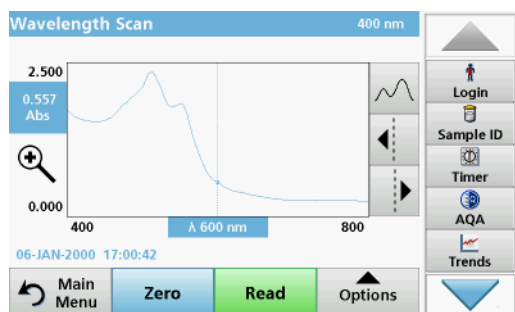 Wavelength Scan
400 nm
2.500
0.557
Abs
0.000
400
λ 600 nm
800
06-JAN-2000 17:00:42
Main
Menu
Zero
Read
Options
Login
Sample ID
Timer
AQA
Trends